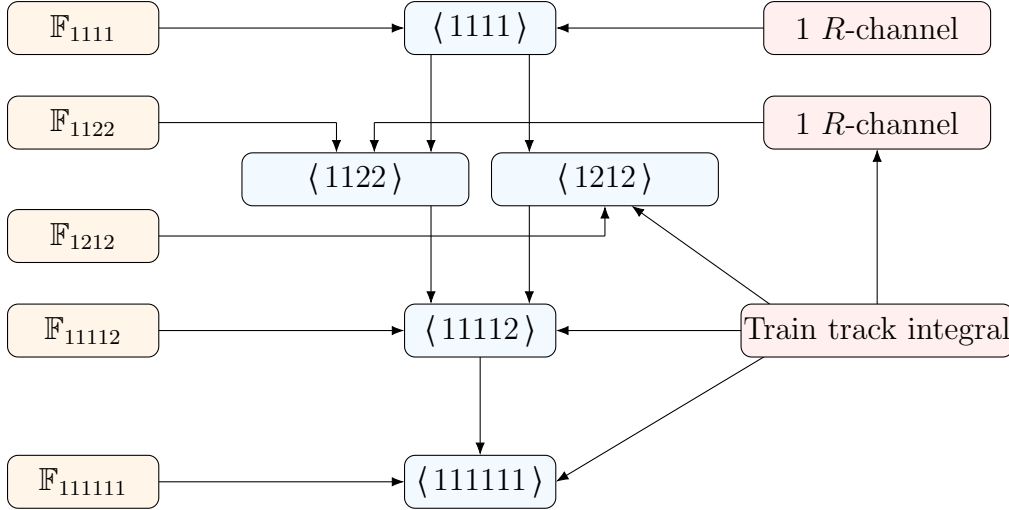 𝔽₁₁₁₁
⟨1111⟩
1 R-channel
𝔽₁₁₂₂
1 R-channel
⟨1122⟩
⟨1212⟩
𝔽₁₂₁₂
𝔽₁₁₁₁₂
⟨11112⟩
Train track integral
𝔽₁₁₁₁₁₁
⟨111111⟩